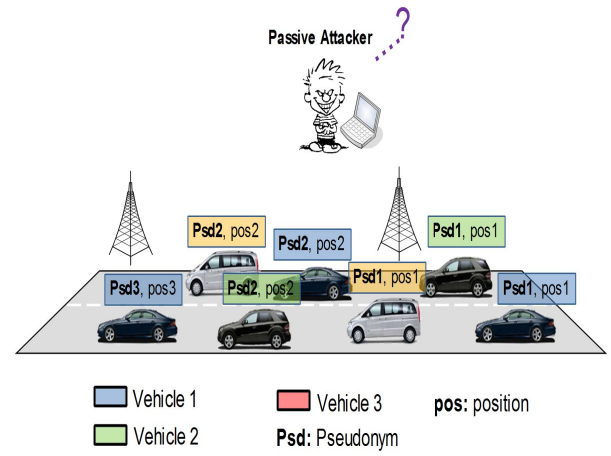 Passive Attacker
?
Psd2, pos2
Psd2, pos2
Psd1, pos1
Psd3, pos3
Psd2, pos2
Psd1, pos1
Psd1, pos1
Vehicle 1
Vehicle 3
pos: position
Vehicle 2
Psd: Pseudonym